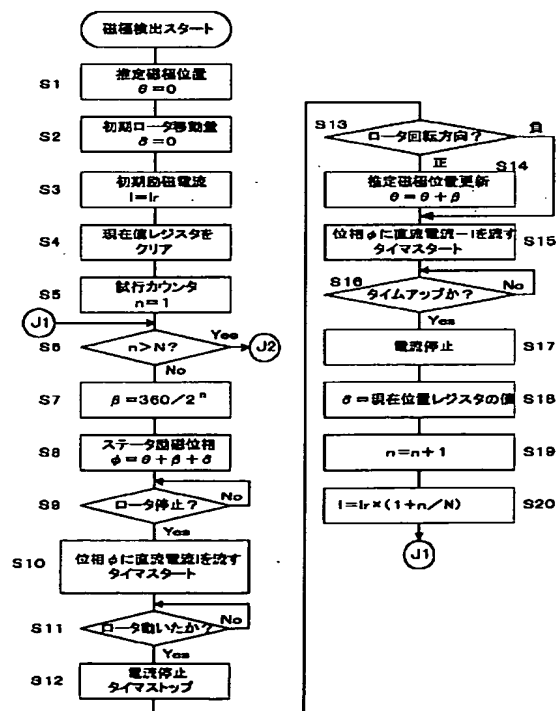 磁極検出スタート
S1
推定磁極位置
θ=0
S2
初期ロータ移動量
δ=0
S3
初期励磁電流
I=Ir
S4
現在値レジスタを
クリア
S5
試行カウンタ
n=1
J1
S6
n>N?
Yes
J2
No
S7
β=360/2ⁿ
S8
ステータ励磁位相
φ=θ+β+δ
S9
ロータ停止?
No
Yes
S10
位相φに直流電流Iを流す
タイマスタート
S11
ロータ動いたか?
No
Yes
S12
電流停止
タイマストップ
S13
ロータ回転方向?
負
正
S14
推定磁極位置更新
θ=θ+β
S15
位相φに直流電流-Iを流す
タイマスタート
S16
タイムアップか?
No
Yes
電流停止
S17
δ=現在位置レジスタの値
S18
n=n+1
S19
I=Ir×(1+n/N)
S20
J1